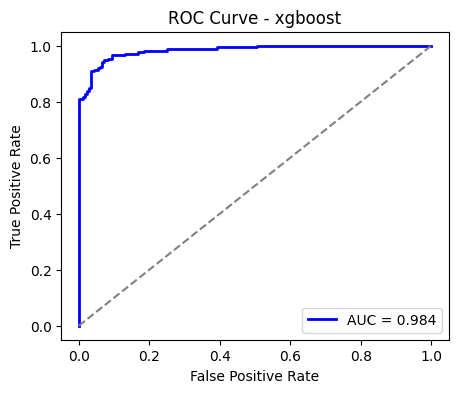 ROC Curve - xgboost
True Positive Rate
1.0
0.8
0.6
0.4
0.2
0.0
AUC = 0.984
0.0 0.2 0.4 0.6 0.8 1.0
False Positive Rate